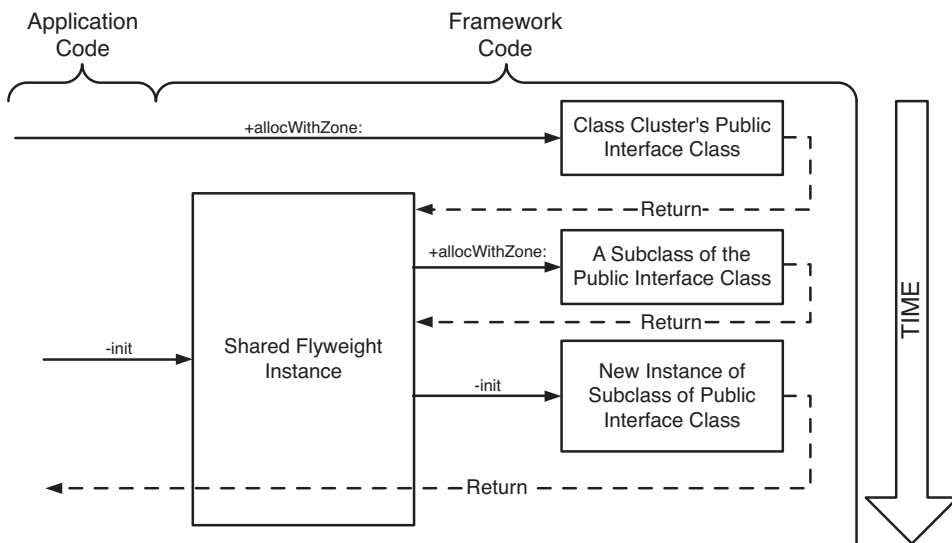 Application
Code
Framework
Code
+allocWithZone:
Class Cluster's Public
Interface Class
Return
+allocWithZone:
A Subclass of the
Public Interface Class
Return
-init
Shared Flyweight
Instance
-init
New Instance of
Subclass of Public
Interface Class
Return
TIME